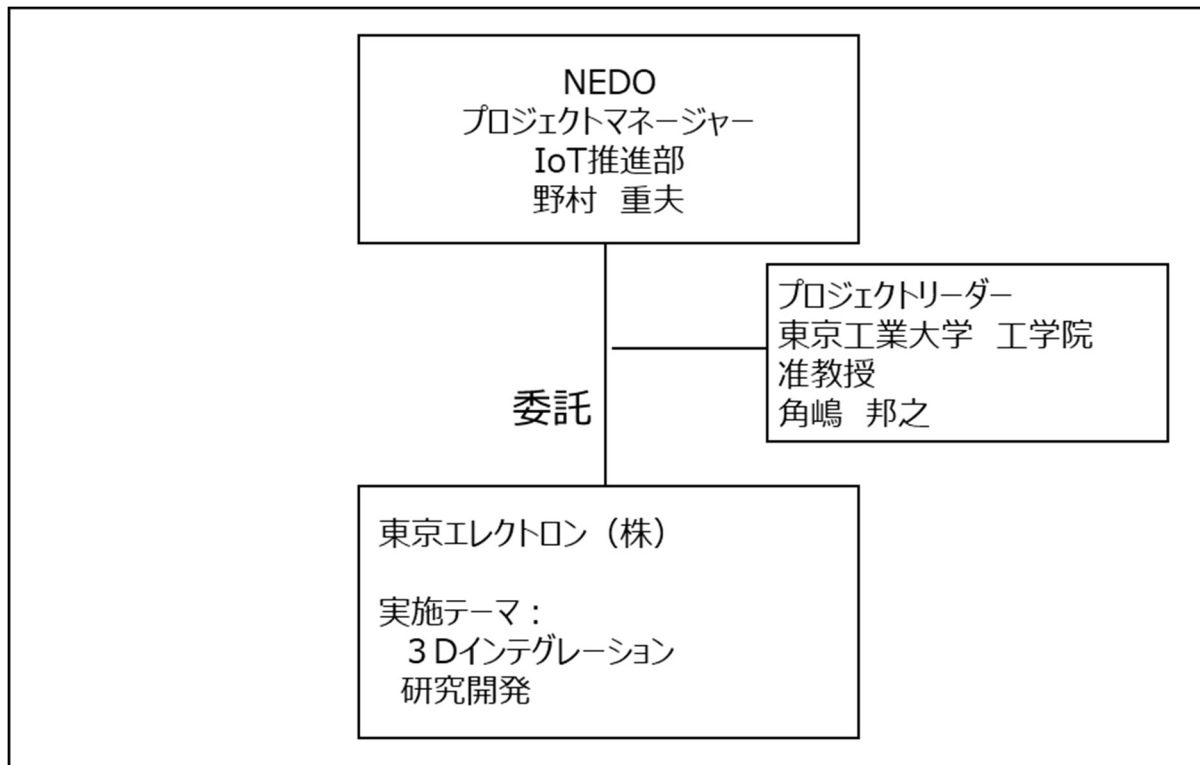 NEDO
プロジェクトマネージャー
IoT推進部
野村　重夫
プロジェクトリーダー
東京工業大学　工学院
准教授
角嶋　邦之
委託
東京エレクトロン（株）
実施テーマ：
３Dインテグレーション
研究開発